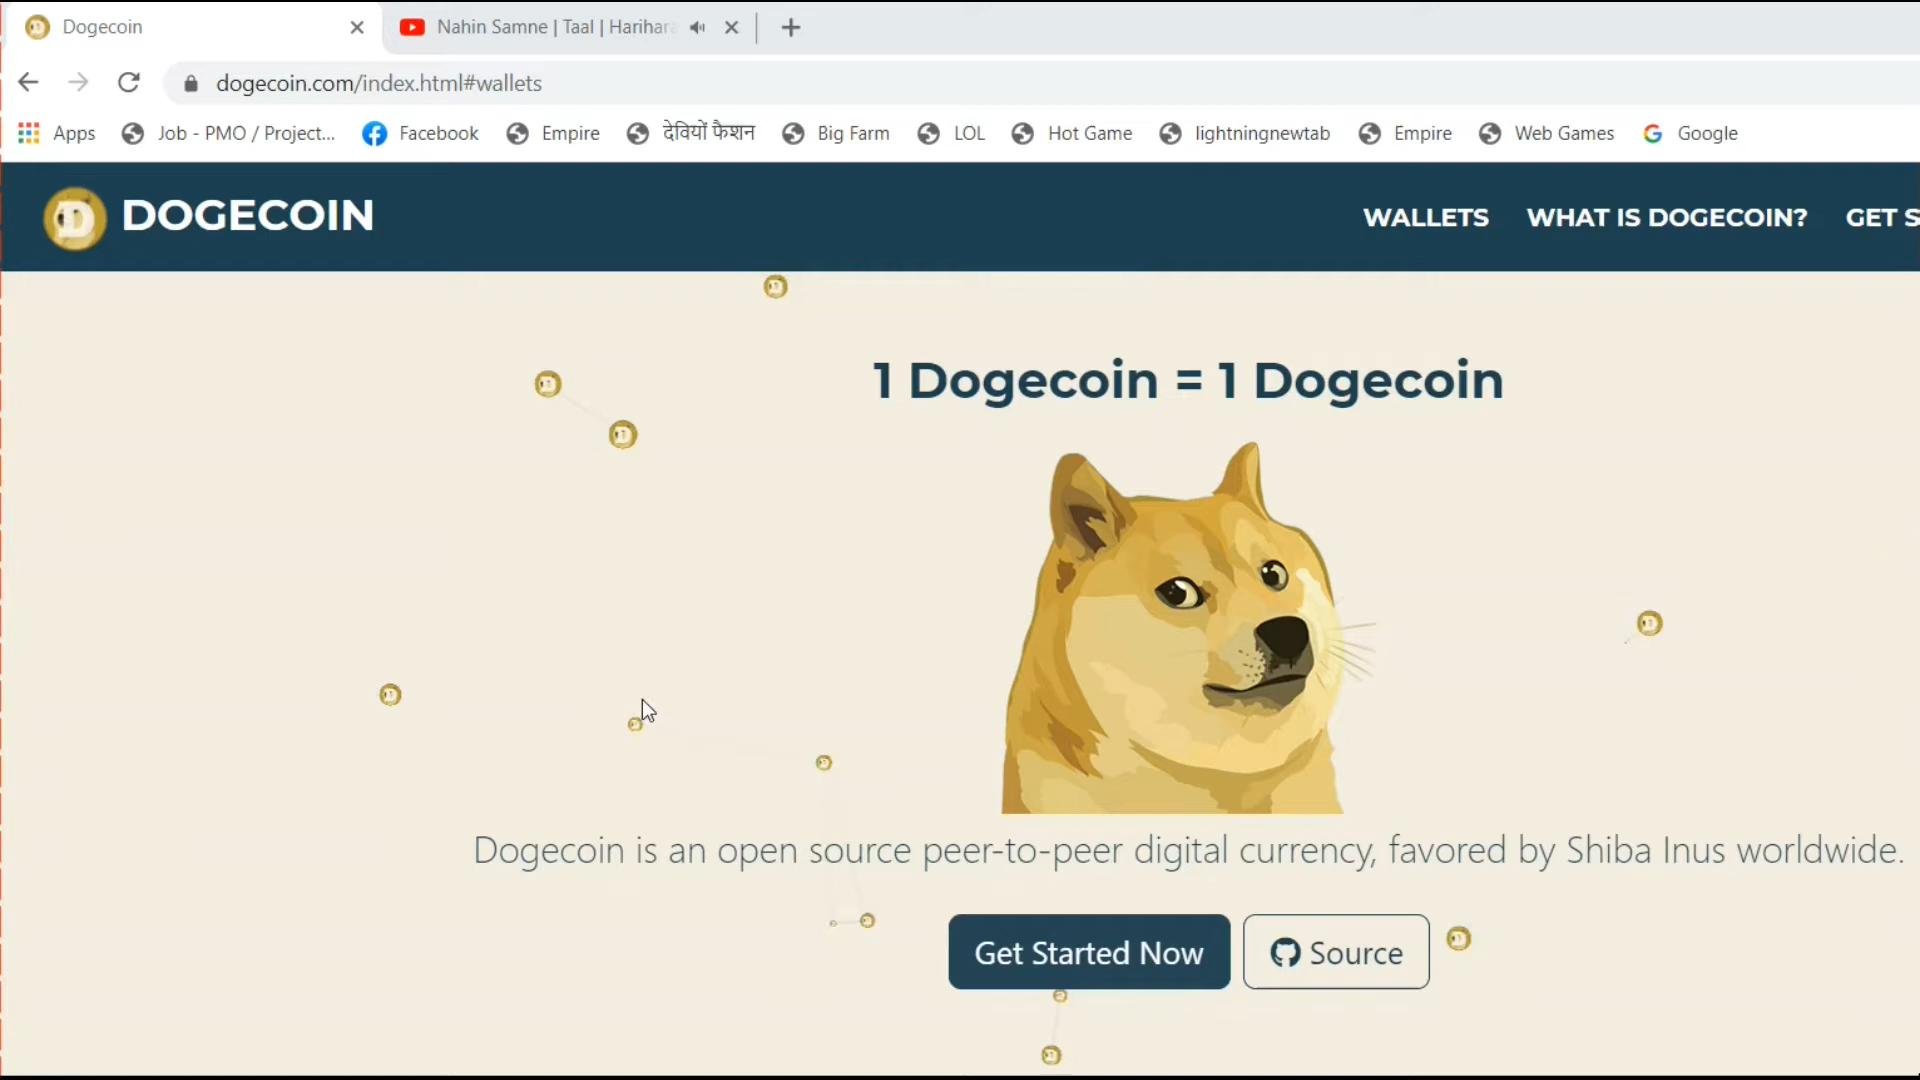 Dogecoin
Nahin Samne | Taal | Harihara
dogecoin.com/index.html#wallets
Apps Job - PMO / Project... Facebook Empire देवियों फैशन Big Farm LOL Hot Game lightningnewtab Empire Web Games Google
DOGECOIN WALLETS WHAT IS DOGECOIN? GET S
1 Dogecoin = 1 Dogecoin
Dogecoin is an open source peer-to-peer digital currency, favored by Shiba Inus worldwide.
Get Started Now Source